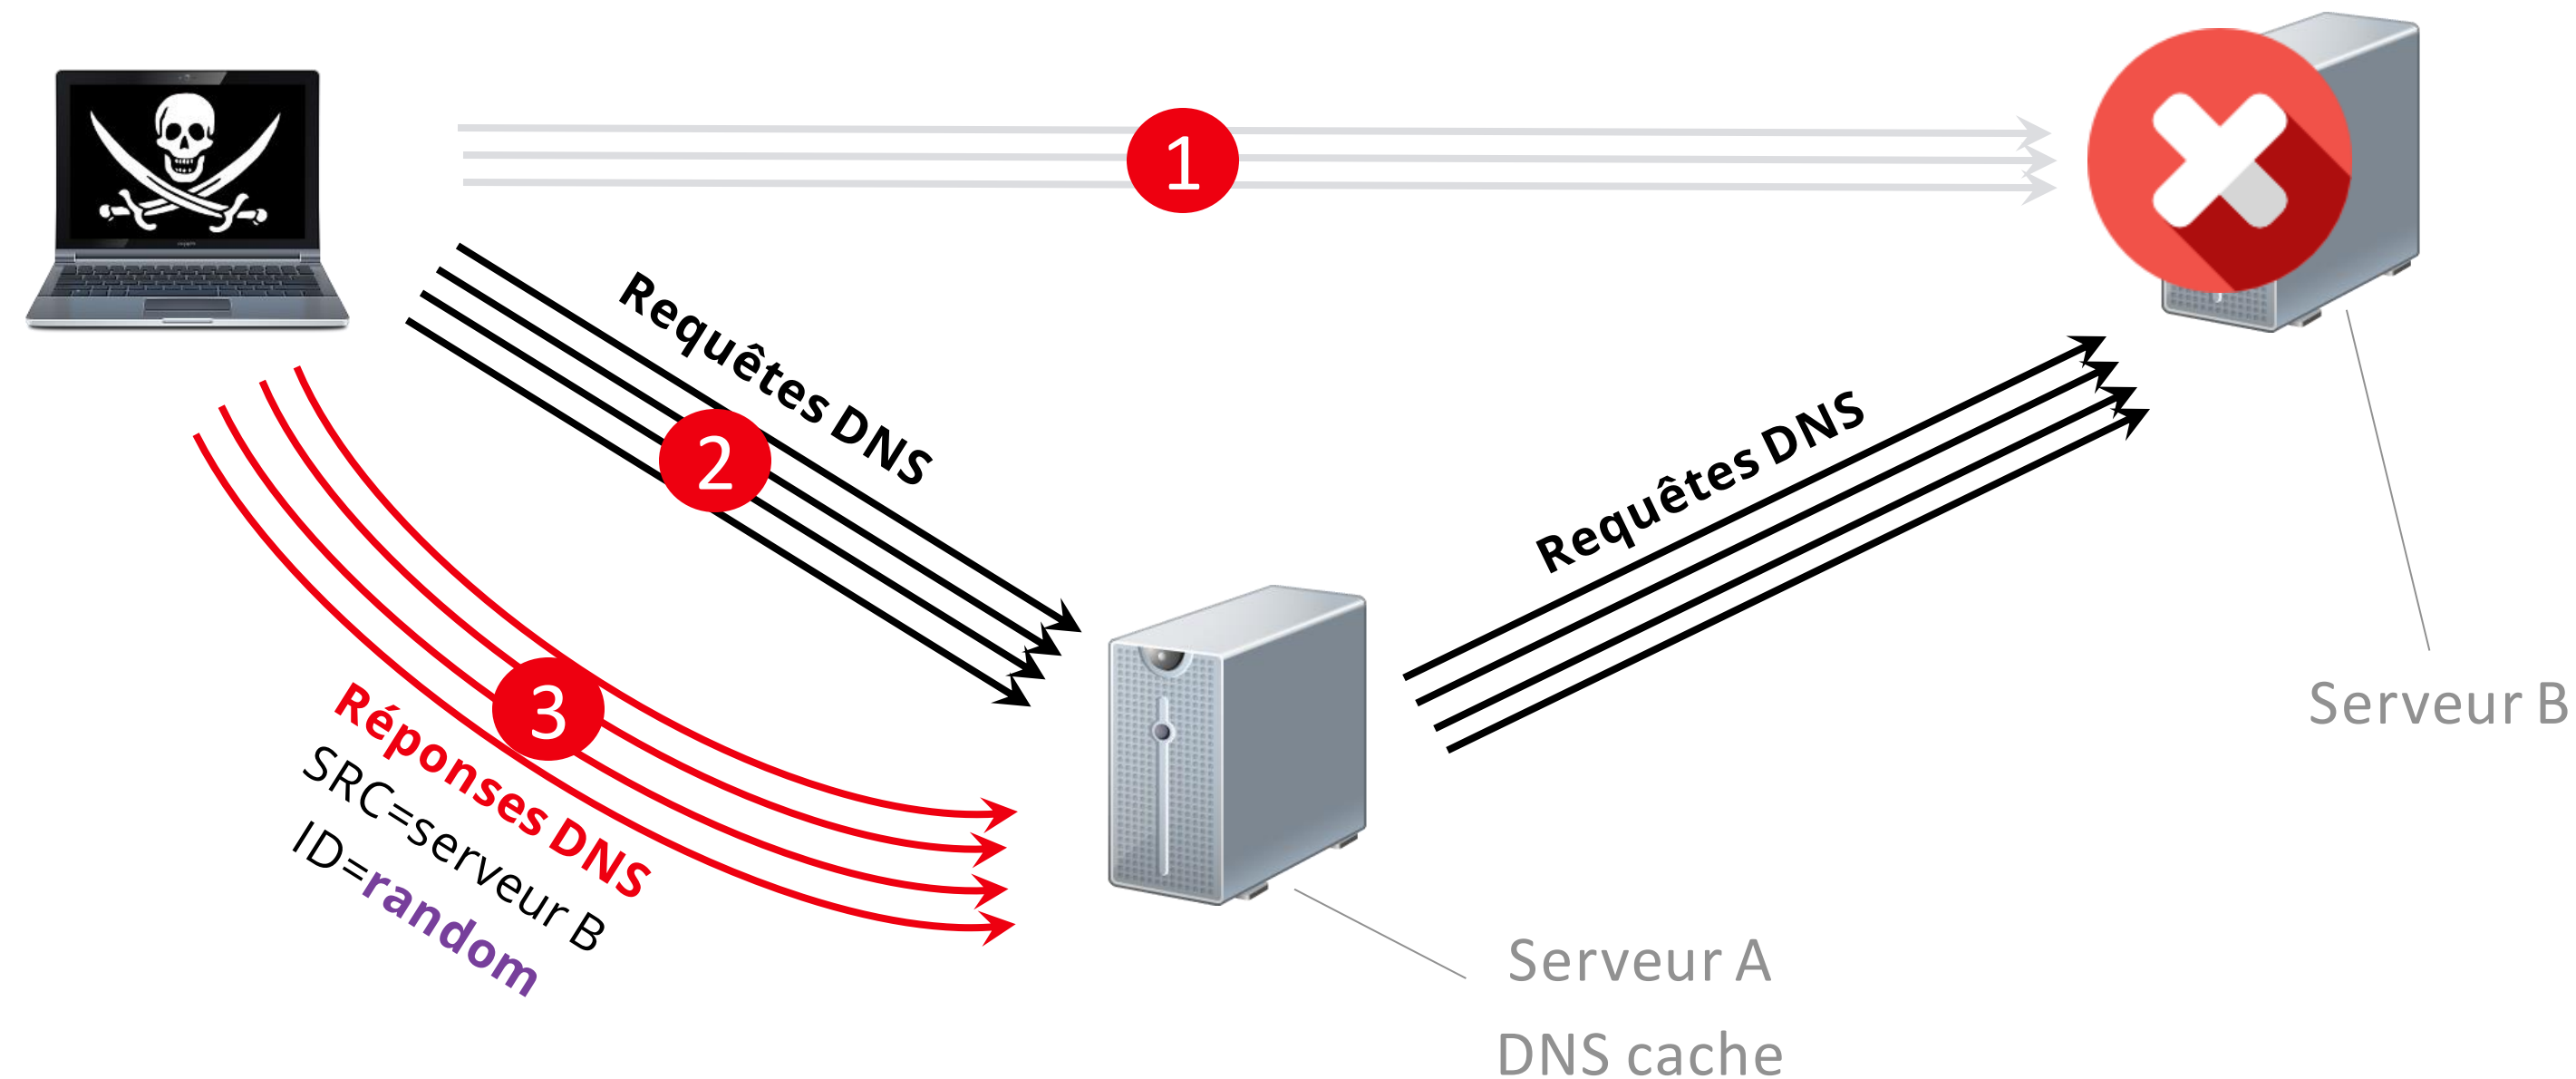 1
Requêtes DNS
2
Requêtes DNS
3
Réponses DNS
SRC=serveur B
ID=random
Serveur B
Serveur A
DNS cache